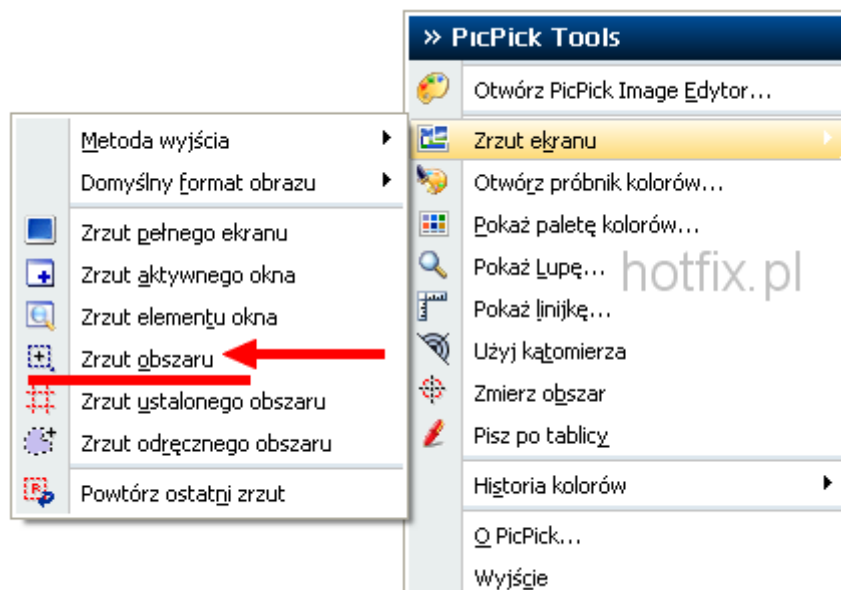 » PicPick Tools
Otwórz PicPick Image Edytor...
Zrzut ekranu
Otwórz próbnik kolorów...
Pokaż paletę kolorów...
Pokaż Lupę...
Pokaż linijkę...
Użyj kątomierza
Zmierz obszar
Pisz po tablicy
Historia kolorów
O PicPick...
Wyjście
Metoda wyjścia
Domyślny format obrazu
Zrzut pełnego ekranu
Zrzut aktywnego okna
Zrzut elementu okna
Zrzut obszaru
Zrzut ustalonego obszaru
Zrzut odręcznego obszaru
Powtórz ostatni zrzut
hotfix.pl